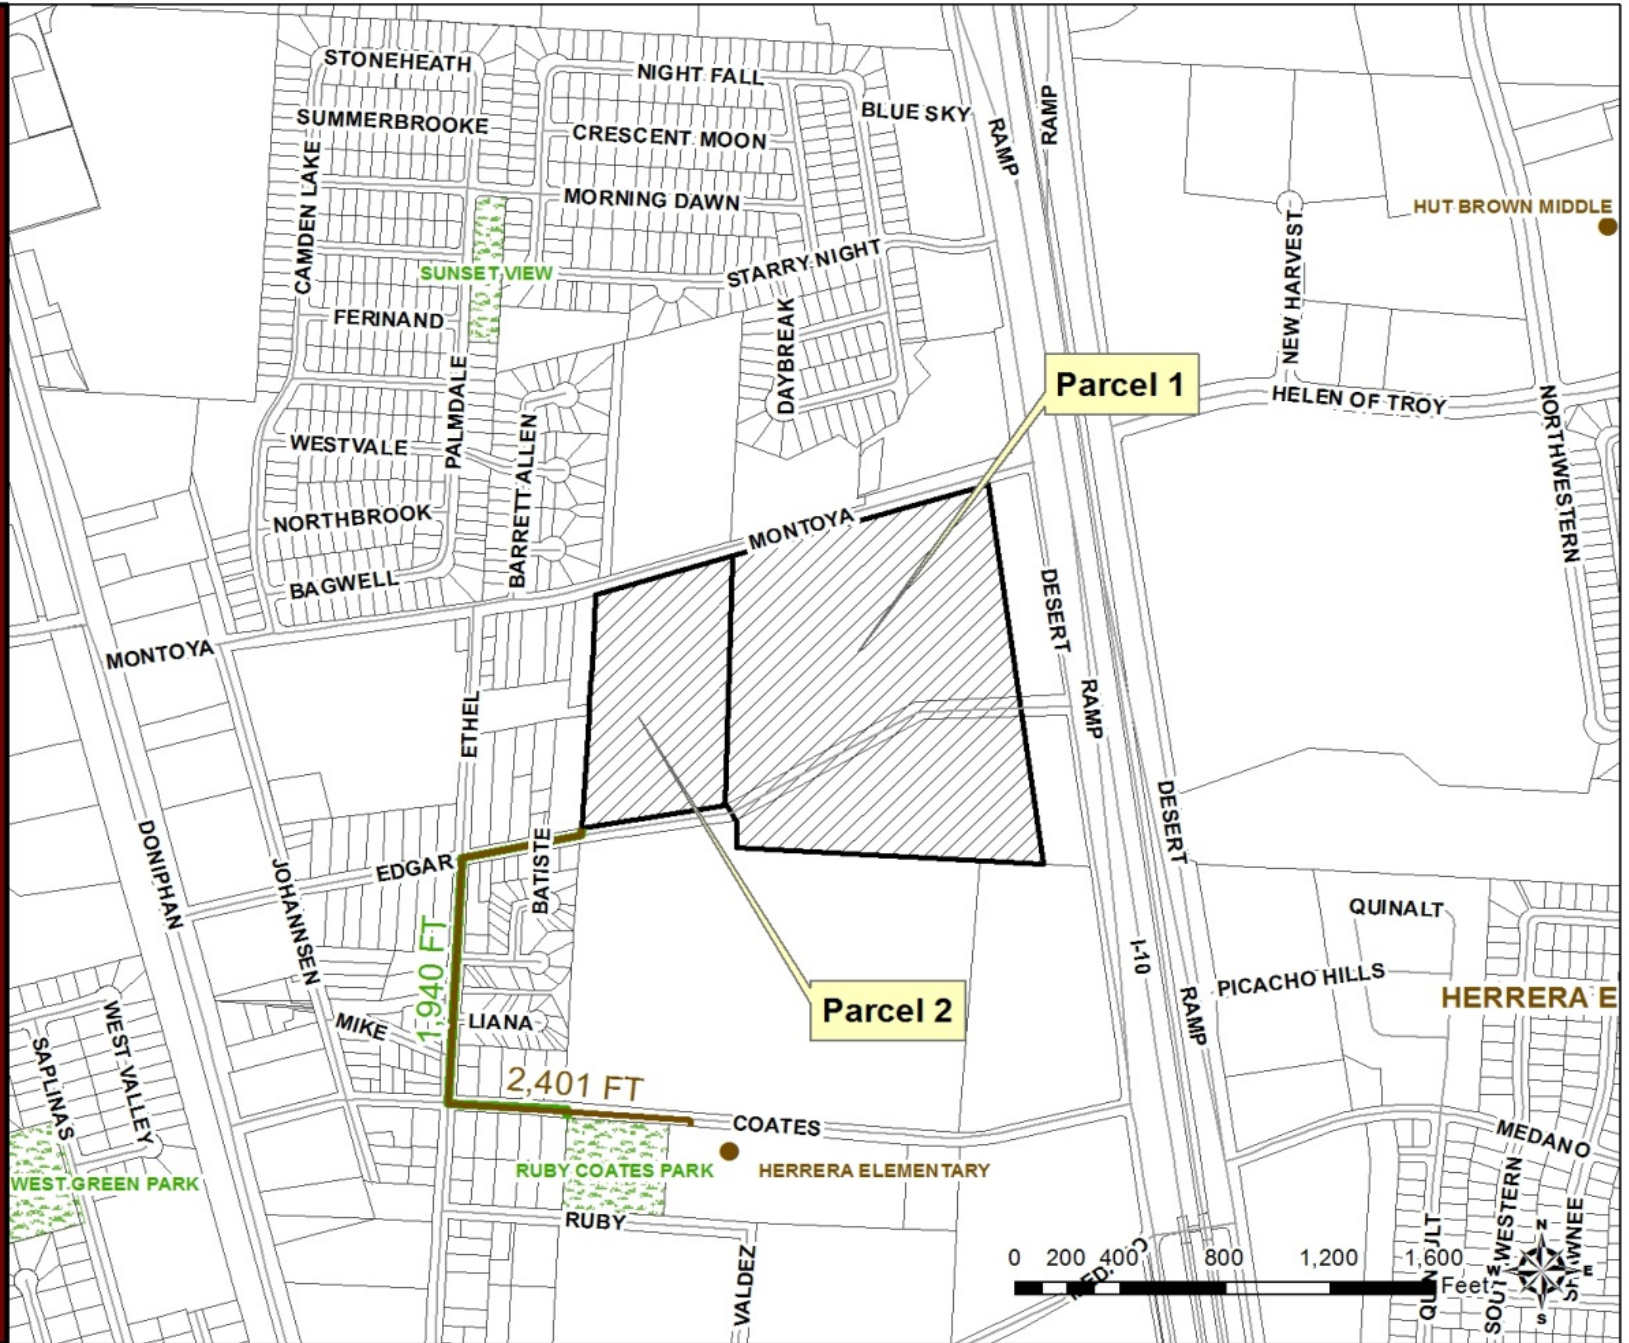 STONEHEATH
NIGHT FALL
BLUE SKY
RAMP
RAMP
SUMMERBROOKE
CRESCENT MOON
CAMDEN LAKE
MORNING DAWN
HUT BROWN MIDDLE
SUNSET VIEW
STARRY NIGHT
NEW HARVEST
FERINAND
DAYBREAK
PALMDALE
Parcel 1
HELEN OF TROY
NORTHWESTERN
WESTVALE
BARRETT ALLEN
NORTHBROOK
MONTOYA
BAGWELL
DESERT
MONTOYA
ETHEL
RAMP
DESERT
DONIPHAN
JOHANNSEN
EDGAR
BATISTE
QUINALT
I-10
1,940 FT
PICACHO HILLS
HERRERA E
Parcel 2
RAMP
WEST VALLEY
SAPLINAS
MIKE
LIANA
2,401 FT
COATES
MEDANO
WEST GREEN PARK
RUBY COATES PARK
HERRERA ELEMENTARY
RUBY
VALDEZ
SOUTHWESTERN
SHAWNEE
N
W
E
S
0 200 400 800 1,200 1,600
Feet